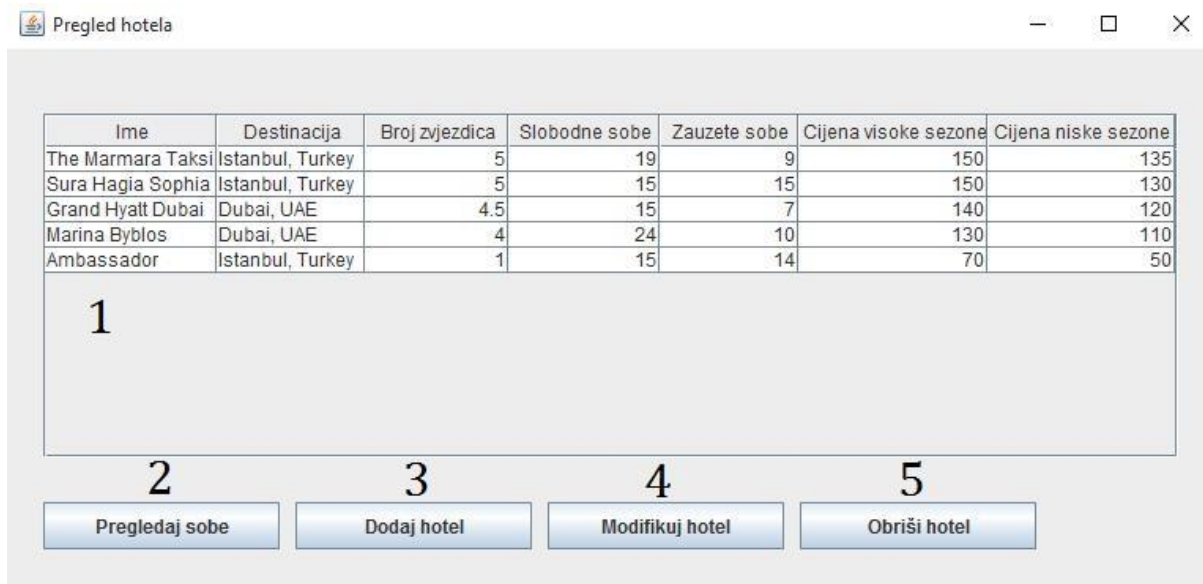 Pregled hotela
Ime Destinacija Broj zvjezdica Slobodne sobe Zauzete sobe Cijena visoke sezone Cijena niske sezone
The Marmara Taksi Istanbul, Turkey 5 19 9 150 135
Sura Hagia Sophia Istanbul, Turkey 5 15 15 150 130
Grand Hyatt Dubai Dubai, UAE 4.5 15 7 140 120
Marina Byblos Dubai, UAE 4 24 10 130 110
Ambassador Istanbul, Turkey 1 15 14 70 50
1
2 3 4 5
Pregledaj sobe Dodaj hotel Modifikuj hotel Obriši hotel